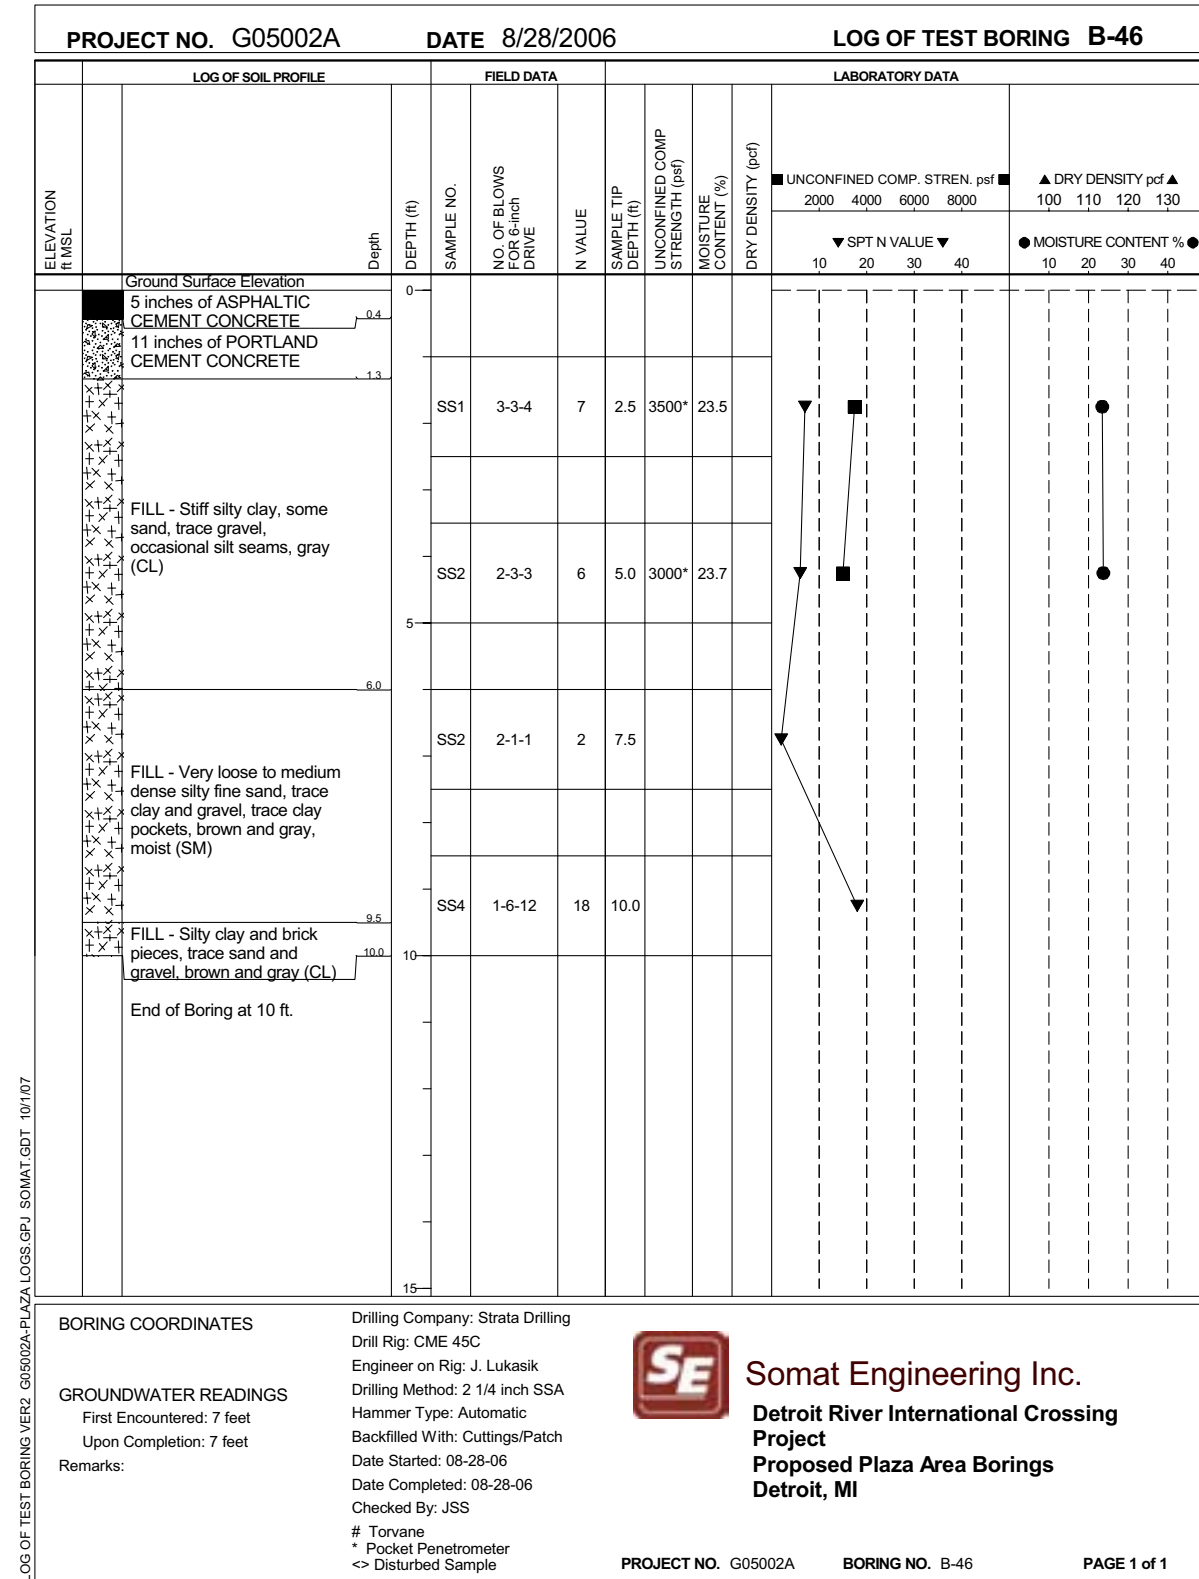 PROJECT NO. G05002A DATE 8/28/2006 LOG OF TEST BORING B-46
LOG OF SOIL PROFILE FIELD DATA LABORATORY DATA
ELEVATION
ft MSL
Depth
DEPTH (ft)
SAMPLE NO.
NO. OF BLOWS
FOR 6-inch
DRIVE
N VALUE
SAMPLE TIP
DEPTH (ft)
UNCONFINED COMP
STRENGTH (psf)
MOISTURE
CONTENT (%)
DRY DENSITY (pcf)
■ UNCONFINED COMP. STREN. psf ■
2000 4000 6000 8000
▼ SPT N VALUE ▼
10 20 30 40
▲ DRY DENSITY pcf ▲
100 110 120 130
● MOISTURE CONTENT % ●
10 20 30 40
Ground Surface Elevation
0
5 inches of ASPHALTIC
CEMENT CONCRETE
0.4
11 inches of PORTLAND
CEMENT CONCRETE
1.3
SS1 3-3-4 7 2.5 3500* 23.5
FILL - Stiff silty clay, some
sand, trace gravel,
occasional silt seams, gray
(CL)
SS2 2-3-3 6 5.0 3000* 23.7
5
6.0
SS2 2-1-1 2 7.5
FILL - Very loose to medium
dense silty fine sand, trace
clay and gravel, trace clay
pockets, brown and gray,
moist (SM)
SS4 1-6-12 18 10.0
9.5
FILL - Silty clay and brick
pieces, trace sand and
gravel, brown and gray (CL)
10.0
10
End of Boring at 10 ft.
15
LOG OF TEST BORING VER2 G05002A-PLAZA LOGS.GPJ SOMAT.GDT 10/1/07
BORING COORDINATES
GROUNDWATER READINGS
First Encountered: 7 feet
Upon Completion: 7 feet
Remarks:
Drilling Company: Strata Drilling
Drill Rig: CME 45C
Engineer on Rig: J. Lukasik
Drilling Method: 2 1/4 inch SSA
Hammer Type: Automatic
Backfilled With: Cuttings/Patch
Date Started: 08-28-06
Date Completed: 08-28-06
Checked By: JSS
# Torvane
* Pocket Penetrometer
<> Disturbed Sample
SE
Somat Engineering Inc.
Detroit River International Crossing
Project
Proposed Plaza Area Borings
Detroit, MI
PROJECT NO. G05002A BORING NO. B-46 PAGE 1 of 1